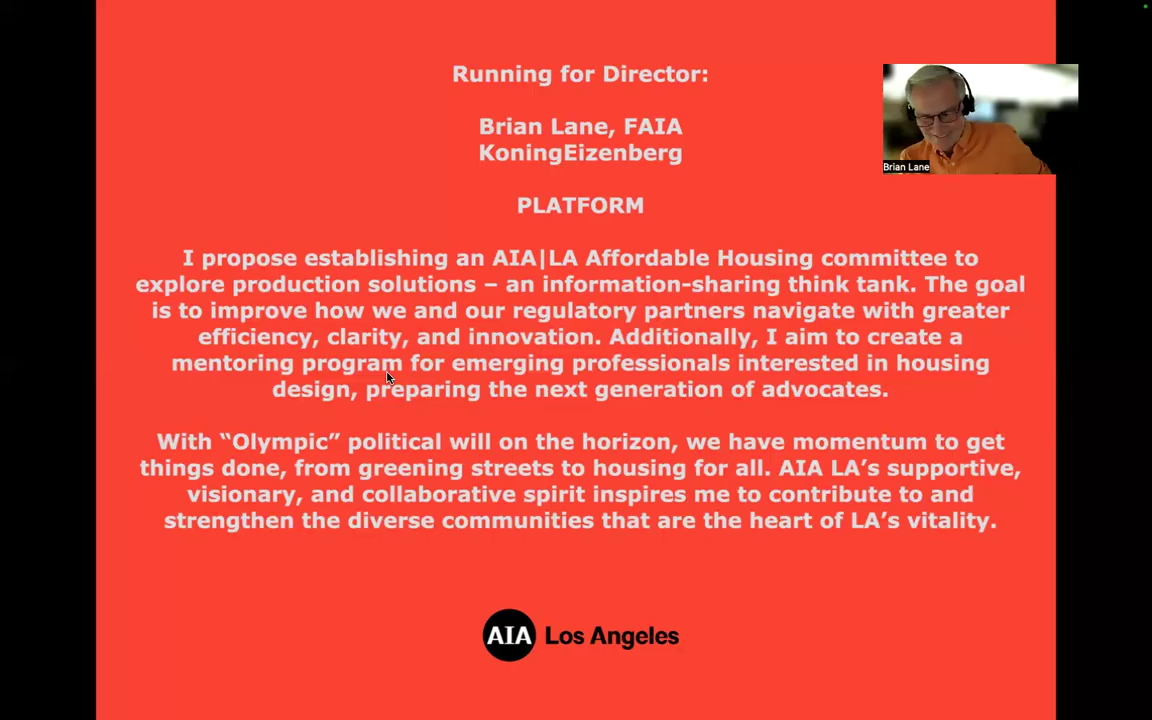 Running for Director:
Brian Lane, FAIA
KoningEizenberg
Brian Lane
PLATFORM
I propose establishing an AIA|LA Affordable Housing committee to
explore production solutions – an information-sharing think tank. The goal
is to improve how we and our regulatory partners navigate with greater
efficiency, clarity, and innovation. Additionally, I aim to create a
mentoring program for emerging professionals interested in housing
design, preparing the next generation of advocates.
With “Olympic” political will on the horizon, we have momentum to get
things done, from greening streets to housing for all. AIA LA’s supportive,
visionary, and collaborative spirit inspires me to contribute to and
strengthen the diverse communities that are the heart of LA’s vitality.
AIA Los Angeles